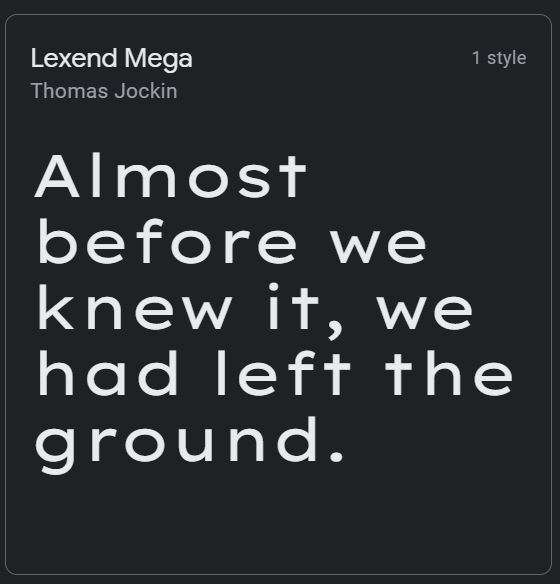 Lexend Mega
1 style
Thomas Jockin
Almost
before we
knew it, we
had left the
ground.